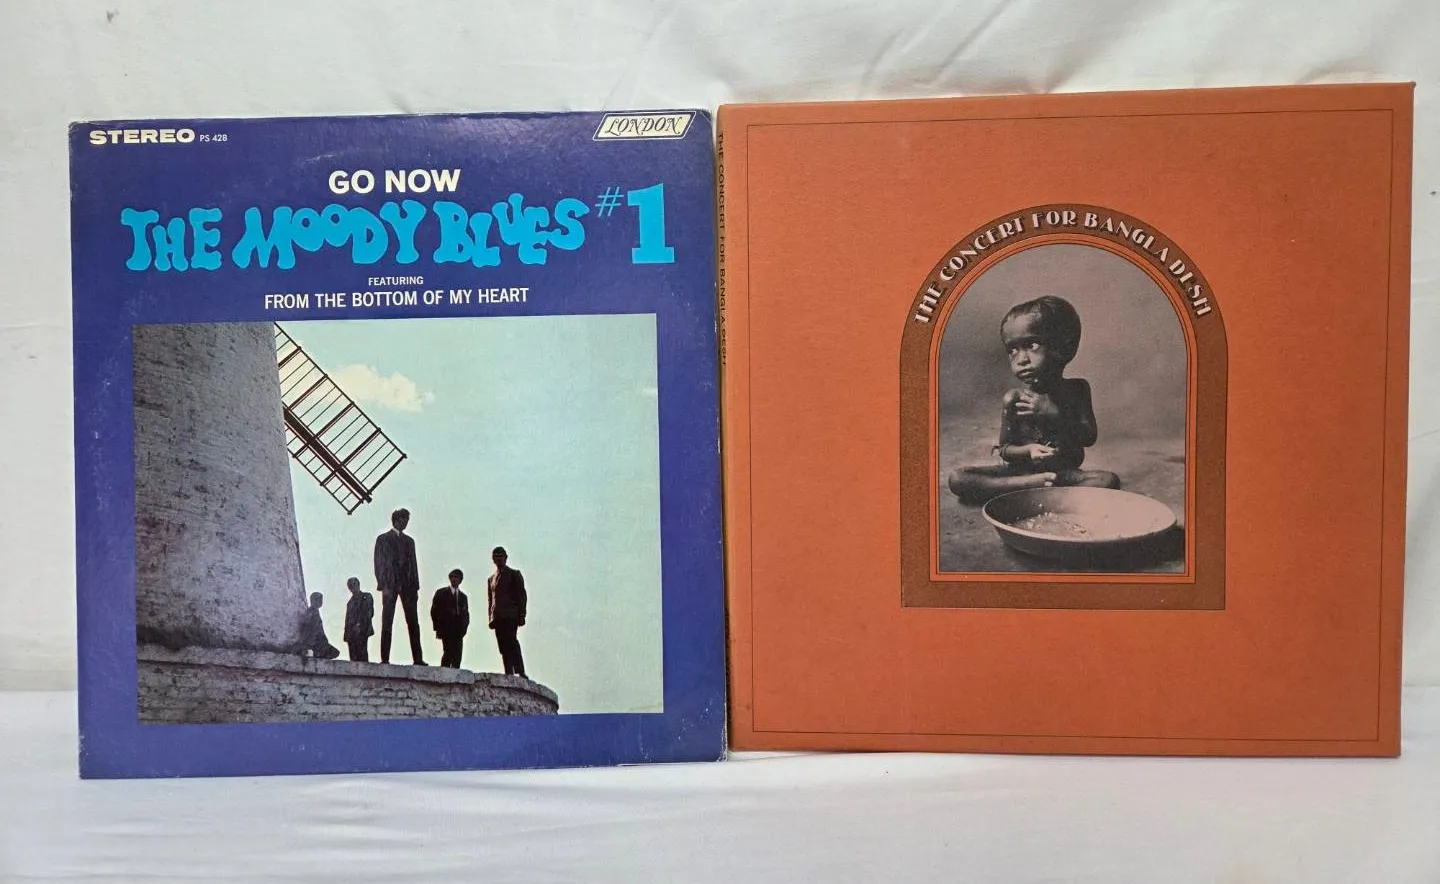 STEREO PS 428
LONDON
GO NOW
THE MOODY BLUES #1
FEATURING
FROM THE BOTTOM OF MY HEART
THE CONCERT FOR BANGLA DESH
THE CONCERT FOR BANGLA DESH